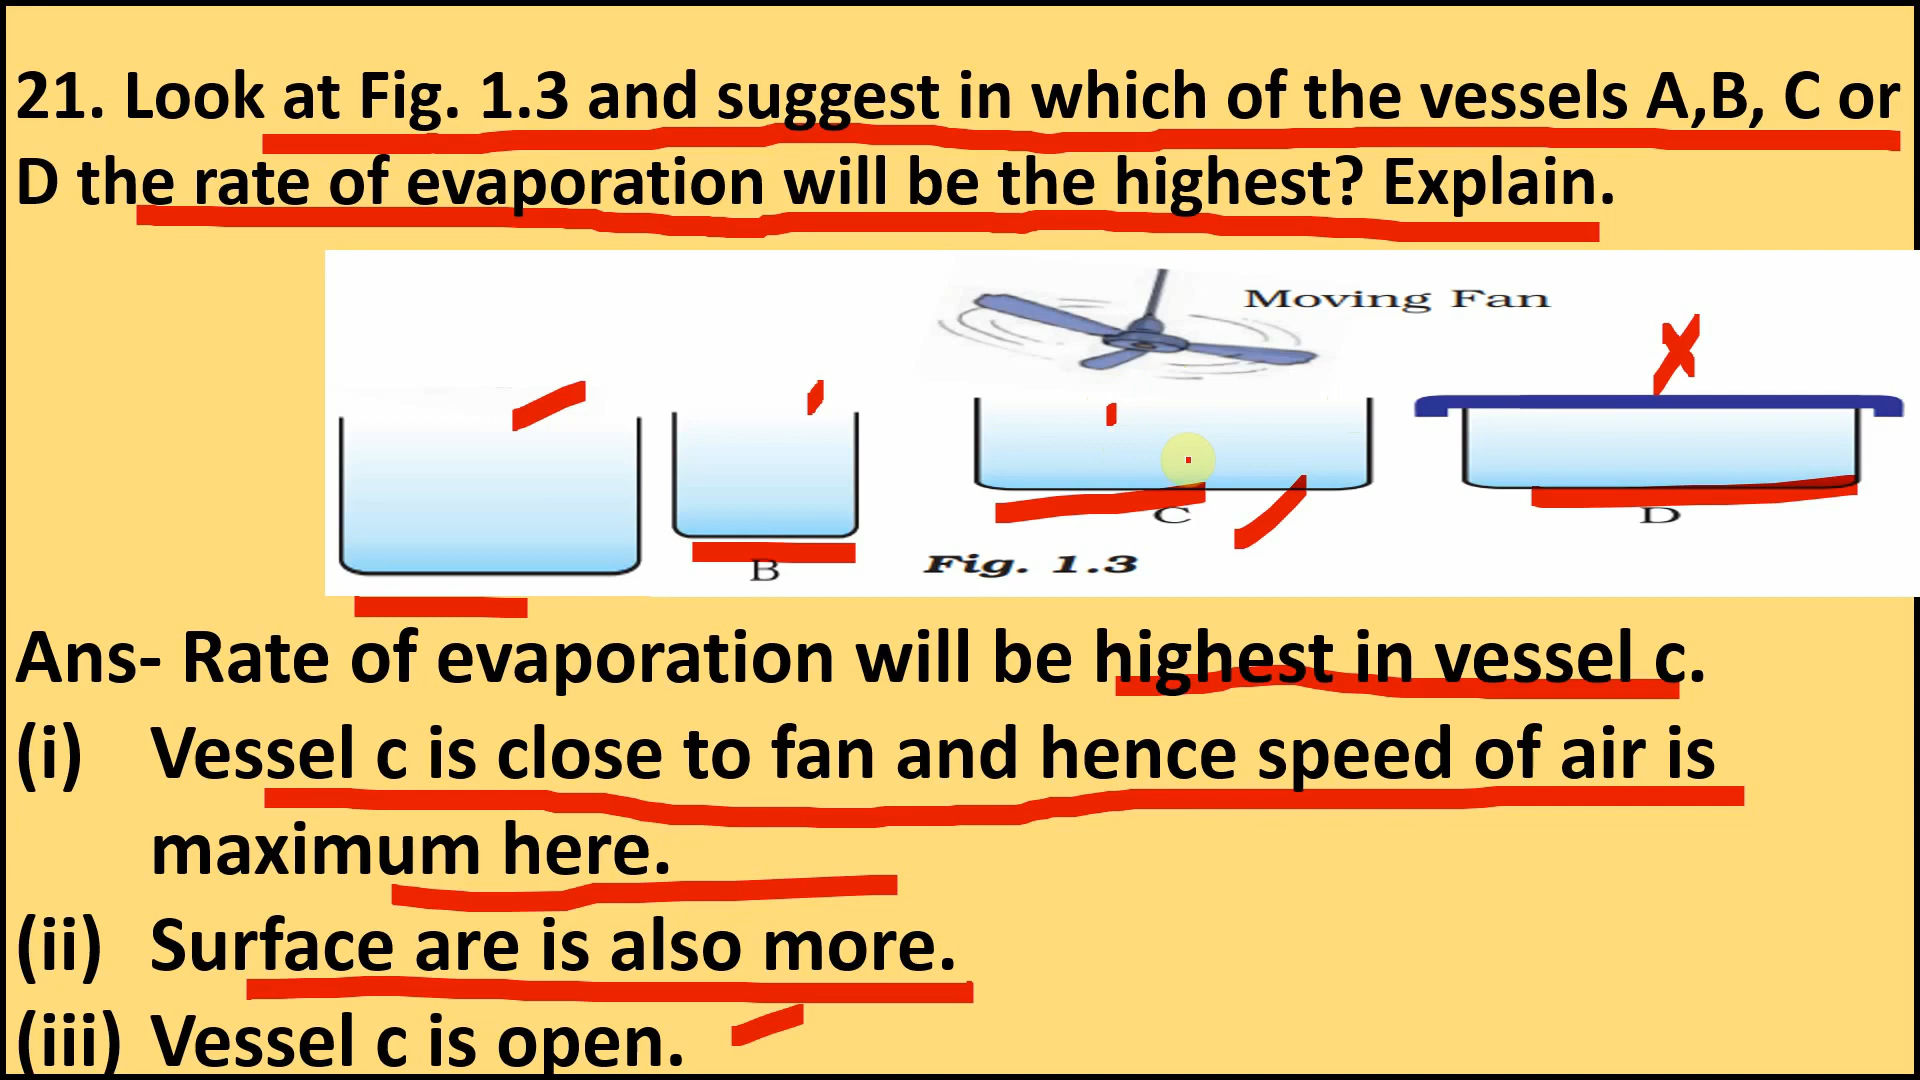 21. Look at Fig. 1.3 and suggest in which of the vessels A,B, C or
D the rate of evaporation will be the highest? Explain.
Moving Fan
B
C
D
Fig. 1.3
Ans- Rate of evaporation will be highest in vessel c.
(i) Vessel c is close to fan and hence speed of air is
maximum here.
(ii) Surface are is also more.
(iii) Vessel c is open.